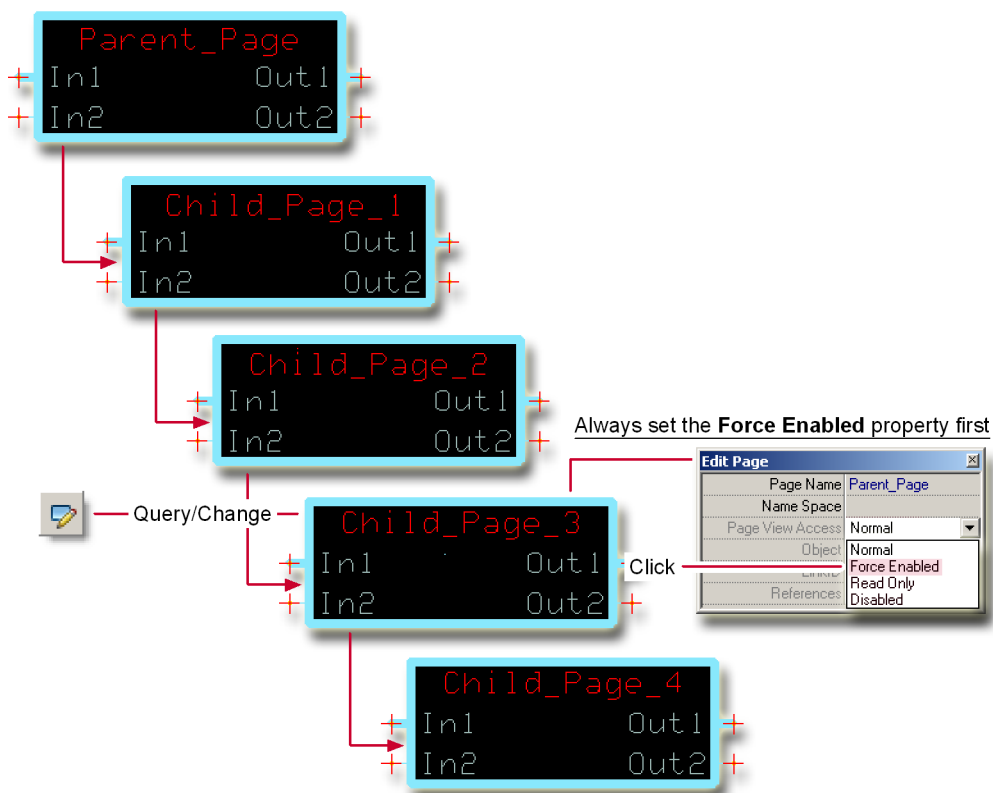 Parent_Page
In1 Out1
In2 Out2
Child_Page_1
In1 Out1
In2 Out2
Child_Page_2
In1 Out1
In2 Out2
Always set the Force Enabled property first
Edit Page
Page Name Parent_Page
Name Space
Page View Access Normal
Object Normal
Force Enabled
Read Only
References Disabled
Query/Change
Child_Page_3
In1 Out1
In2 Out2
Click
Child_Page_4
In1 Out1
In2 Out2